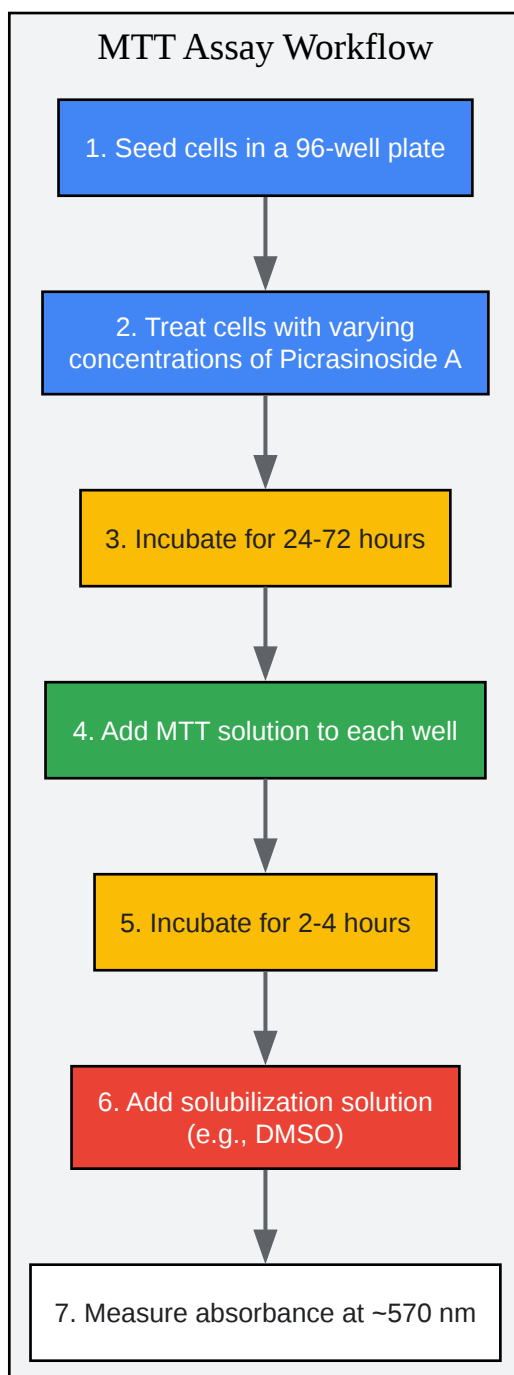 MTT Assay Workflow
1. Seed cells in a 96-well plate
2. Treat cells with varying
concentrations of Picrasinoside A
3. Incubate for 24-72 hours
4. Add MTT solution to each well
5. Incubate for 2-4 hours
6. Add solubilization solution
(e.g., DMSO)
7. Measure absorbance at ~570 nm